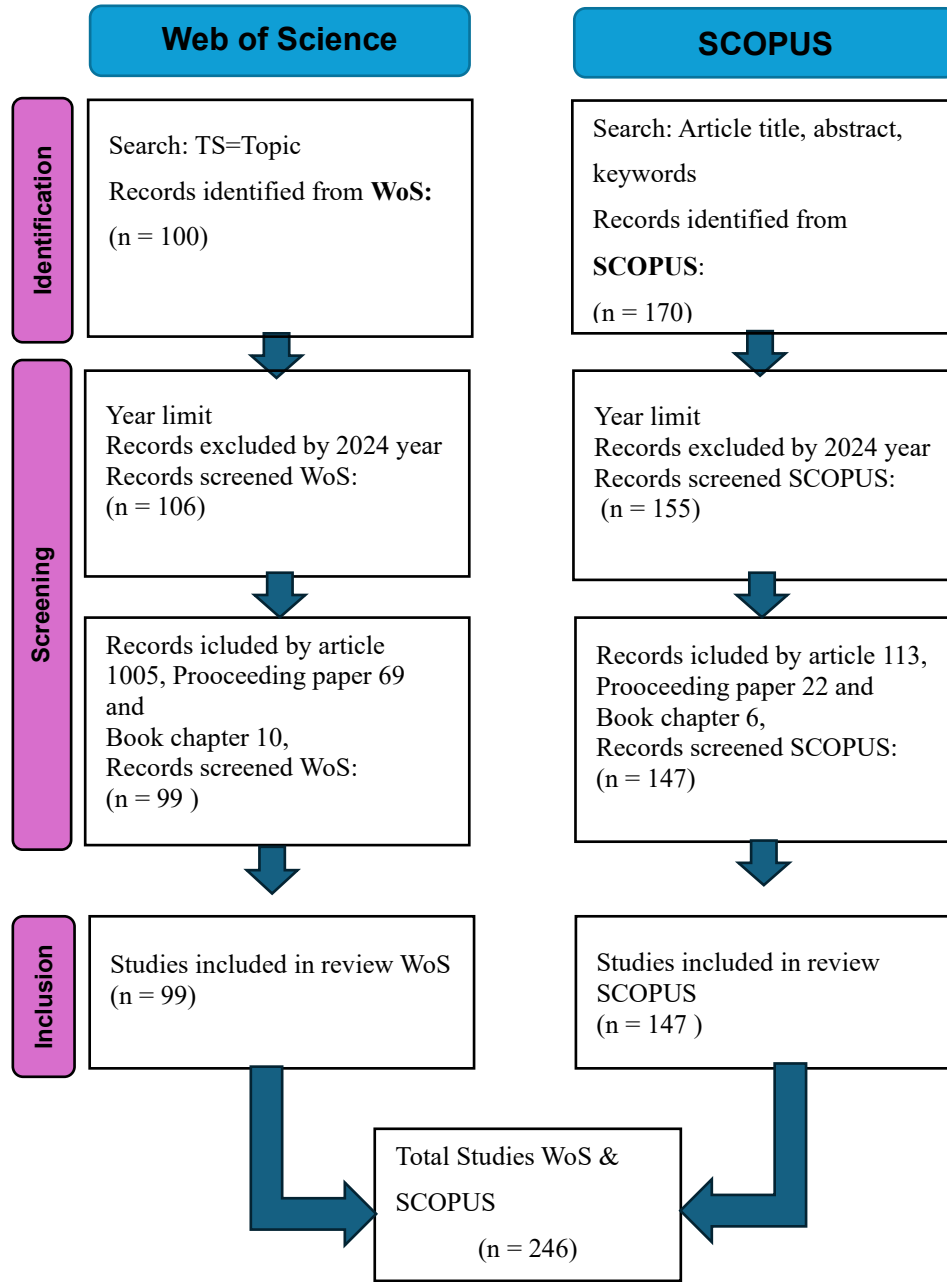 Web of Science
SCOPUS
Identification
Search: TS=Topic
Records identified from WoS:
(n = 100)
Search: Article title, abstract,
keywords
Records identified from
SCOPUS:
(n = 170)
Screening
Year limit
Records excluded by 2024 year
Records screened WoS:
(n = 106)
Year limit
Records excluded by 2024 year
Records screened SCOPUS:
(n = 155)
Records icluded by article
1005, Prooceeding paper 69
and
Book chapter 10,
Records screened WoS:
(n = 99 )
Records icluded by article 113,
Prooceeding paper 22 and
Book chapter 6,
Records screened SCOPUS:
(n = 147)
Inclusion
Studies included in review WoS
(n = 99)
Studies included in review
SCOPUS
(n = 147 )
Total Studies WoS &
SCOPUS
(n = 246)